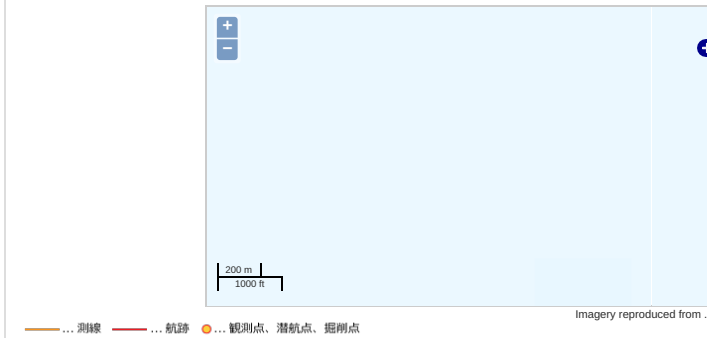 +
−
200 m
1000 ft
Imagery reproduced from .
... 測線 ... 航跡 ... 観測点、潜航点、掘削点